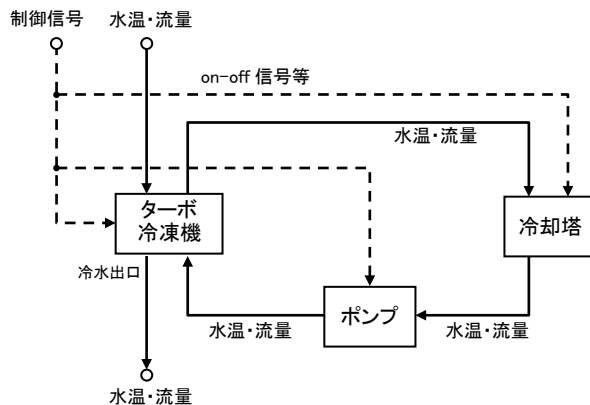 制御信号
水温・流量
on-off 信号等
水温・流量
ターボ
冷凍機
冷却塔
冷水出口
ポンプ
水温・流量
水温・流量
水温・流量